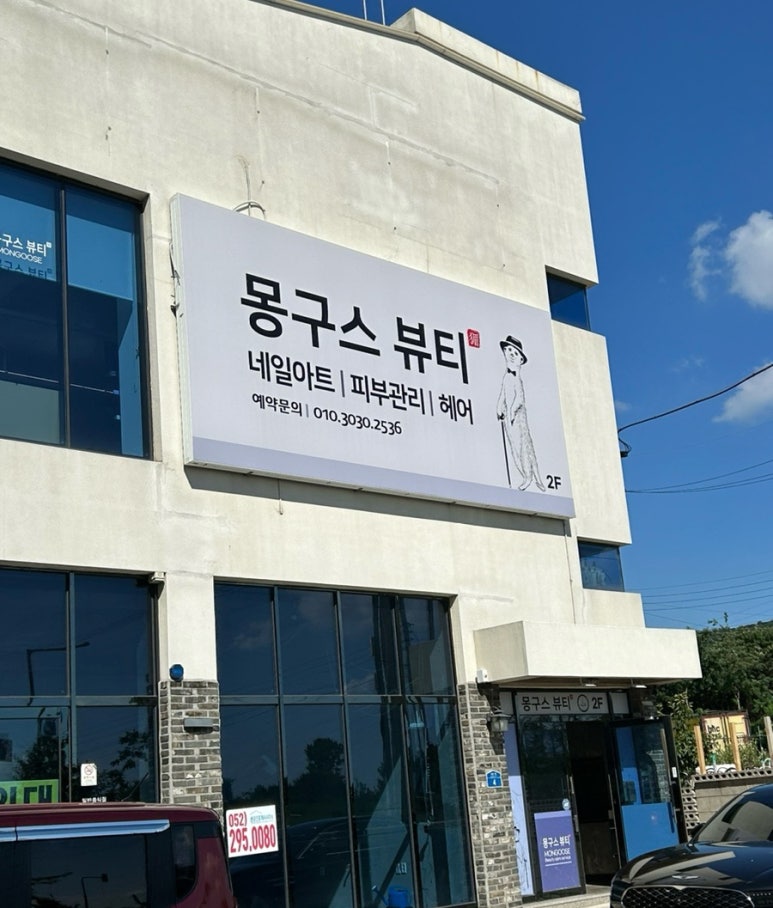 구스 뷰티
MONGOOSE
몽구스 뷰티
네일아트 | 피부관리 | 헤어
예약문의 | 010.3030.2536
2F
몽구스 뷰티 2F
052)
295.0080
몽구스 뷰티
MONGOOSE